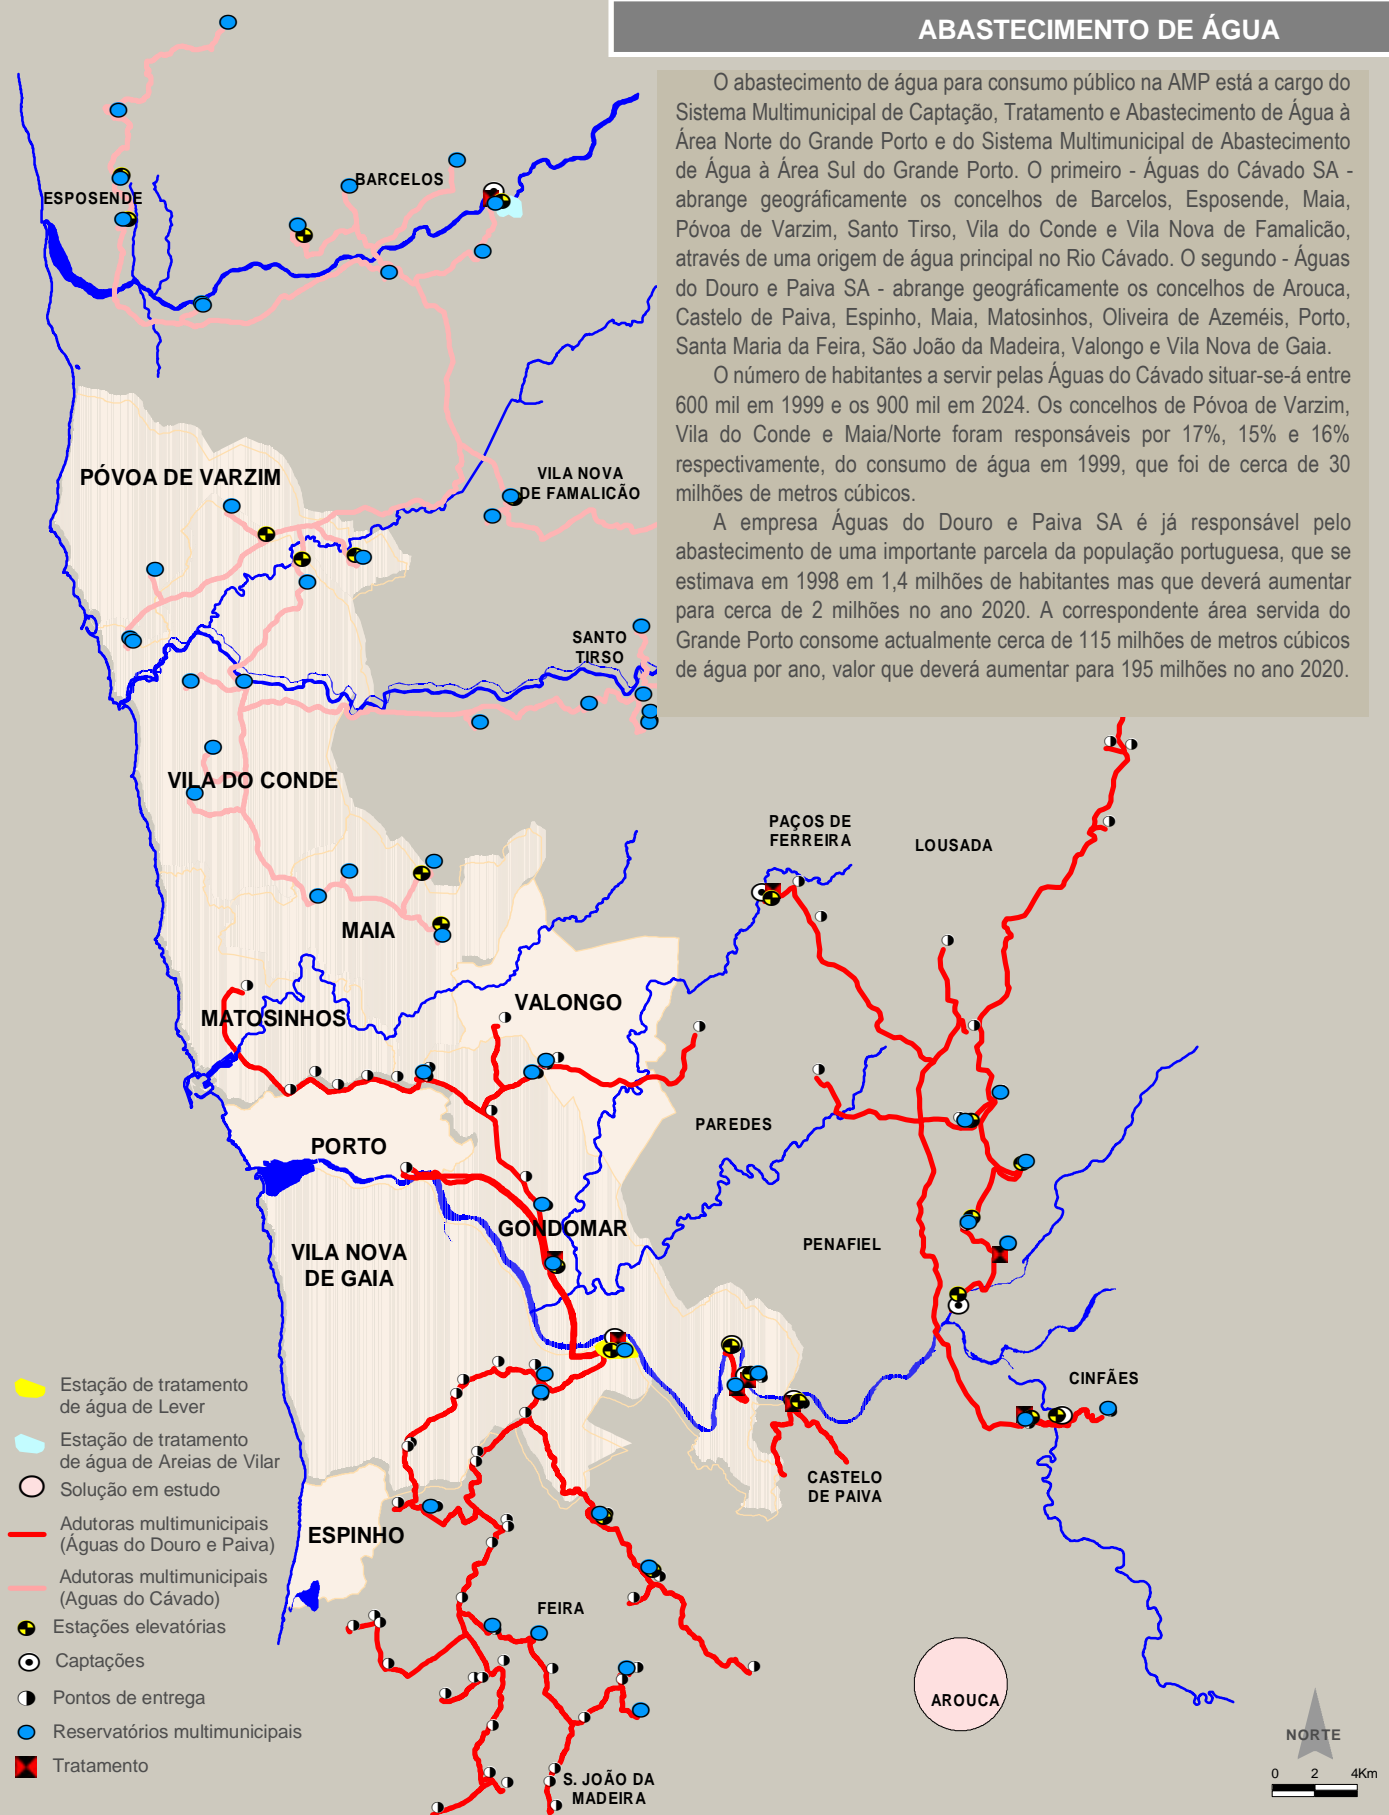 ABASTECIMENTO DE ÁGUA
O abastecimento de água para consumo público na AMP está a cargo do
Sistema Multimunicipal de Captação, Tratamento e Abastecimento de Água à
Área Norte do Grande Porto e do Sistema Multimunicipal de Abastecimento
de Água à Área Sul do Grande Porto. O primeiro - Águas do Cávado SA -
abrange geográficamente os concelhos de Barcelos, Esposende, Maia,
Póvoa de Varzim, Santo Tirso, Vila do Conde e Vila Nova de Famalicão,
através de uma origem de água principal no Rio Cávado. O segundo - Águas
do Douro e Paiva SA - abrange geográficamente os concelhos de Arouca,
Castelo de Paiva, Espinho, Maia, Matosinhos, Oliveira de Azeméis, Porto,
Santa Maria da Feira, São João da Madeira, Valongo e Vila Nova de Gaia.
O número de habitantes a servir pelas Águas do Cávado situar-se-á entre
600 mil em 1999 e os 900 mil em 2024. Os concelhos de Póvoa de Varzim,
Vila do Conde e Maia/Norte foram responsáveis por 17%, 15% e 16%
respectivamente, do consumo de água em 1999, que foi de cerca de 30
milhões de metros cúbicos.
A empresa Águas do Douro e Paiva SA é já responsável pelo
abastecimento de uma importante parcela da população portuguesa, que se
estimava em 1998 em 1,4 milhões de habitantes mas que deverá aumentar
para cerca de 2 milhões no ano 2020. A correspondente área servida do
Grande Porto consome actualmente cerca de 115 milhões de metros cúbicos
de água por ano, valor que deverá aumentar para 195 milhões no ano 2020.
BARCELOS
ESPOSENDE
PÓVOA DE VARZIM
VILA NOVA
DE FAMALICÃO
SANTO
TIRSO
VILA DO CONDE
PAÇOS DE
FERREIRA
LOUSADA
MAIA
VALONGO
MATOSINHOS
PAREDES
PORTO
GONDOMAR
PENAFIEL
VILA NOVA
DE GAIA
CINFÃES
CASTELO
DE PAIVA
ESPINHO
FEIRA
AROUCA
S. JOÃO DA
MADEIRA
Estação de tratamento
de água de Lever
Estação de tratamento
de água de Areias de Vilar
Solução em estudo
Adutoras multimunicipais
(Águas do Douro e Paiva)
Adutoras multimunicipais
(Aguas do Cávado)
Estações elevatórias
Captações
Pontos de entrega
Reservatórios multimunicipais
Tratamento
NORTE
0 2 4Km